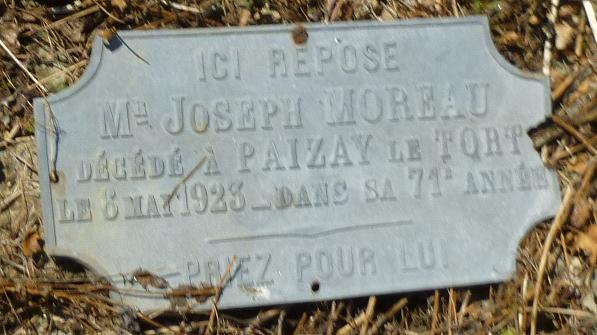 ICI REPOSE
MR JOSEPH MOREAU
DÉCÉDÉ À PAIZAY LE TORT
LE 6 MAI 1923 _ DANS SA 71E ANNÉE
PRIEZ POUR LUI